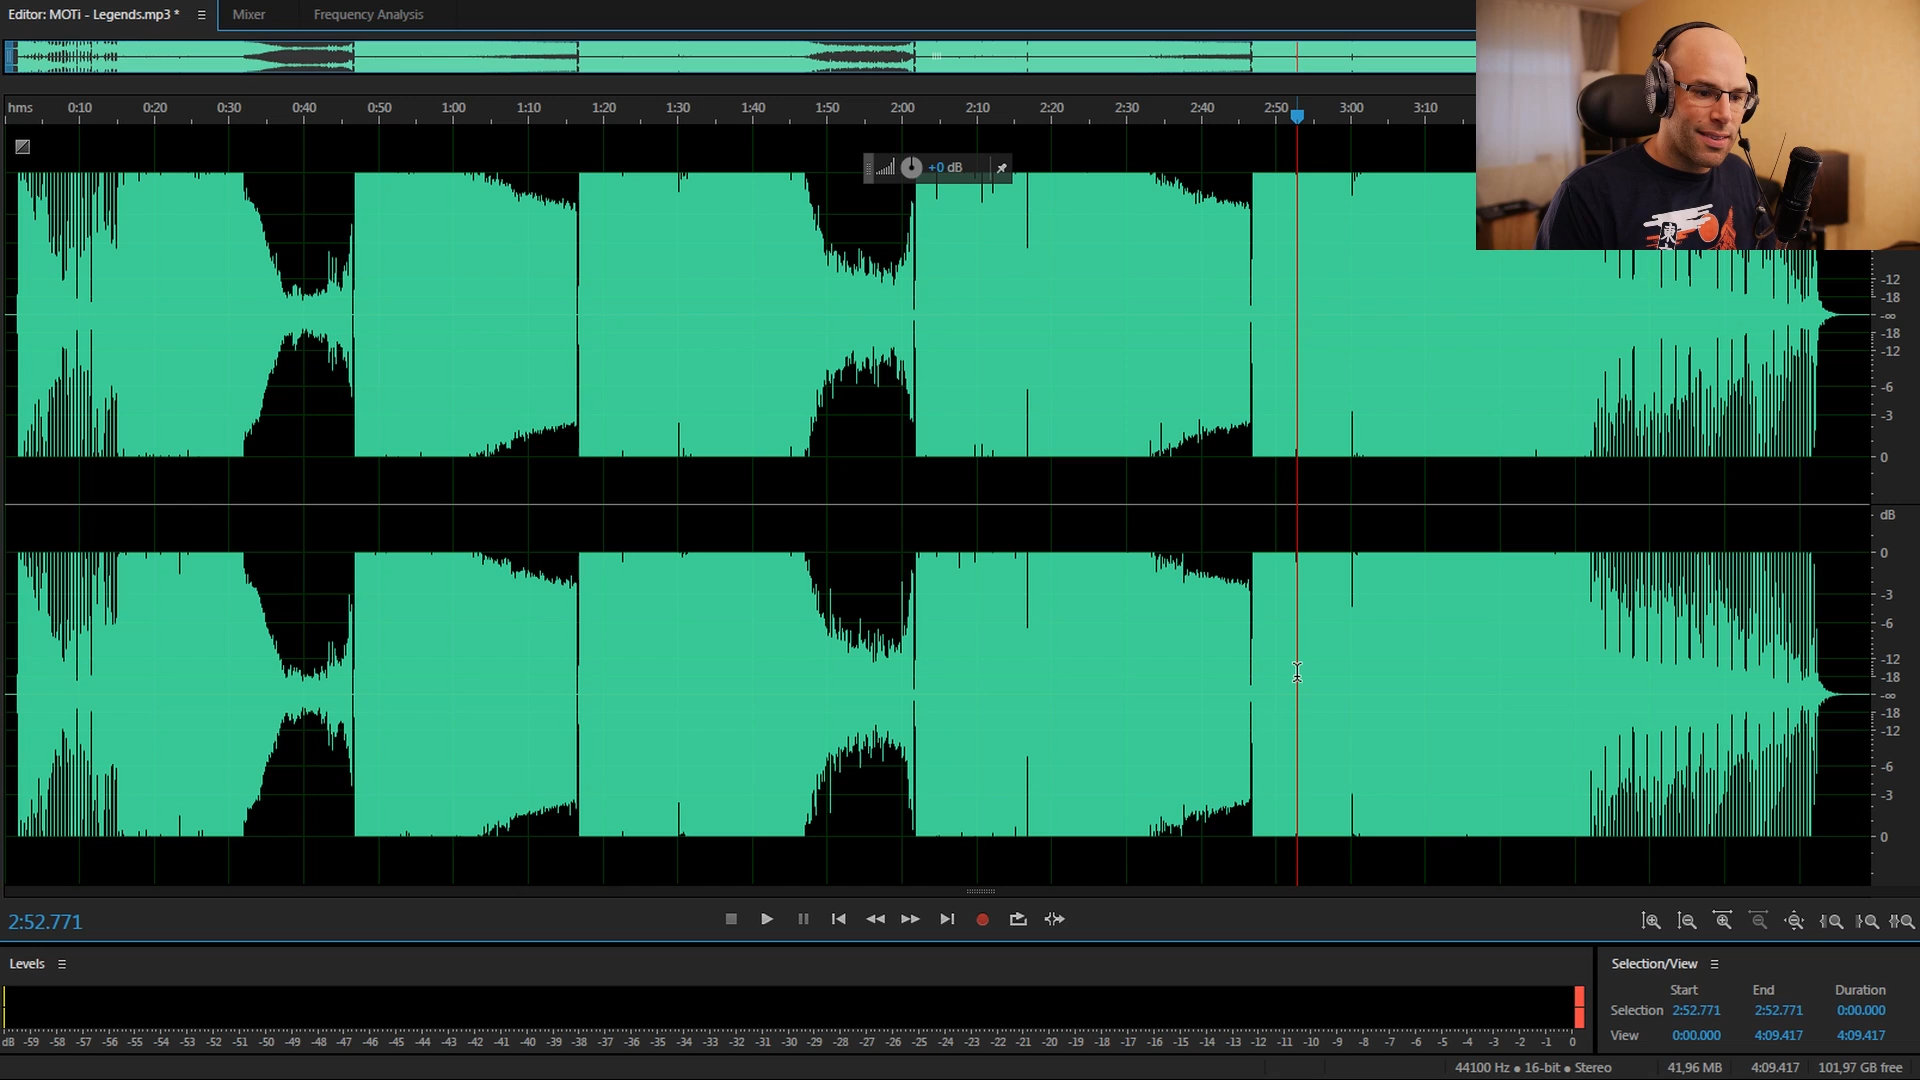 Editor: MOTi - Legends.mp3 *
Mixer
Frequency Analysis
hms 0:10 0:20 0:30 0:40 0:50 1:00 1:10 1:20 1:30 1:40 1:50 2:00 2:10 2:20 2:30 2:40 2:50 3:00 3:10
+0 dB
-12
-18
-∞
-18
-12
-6
-3
0
dB
0
-3
-6
-12
-18
-∞
-18
-12
-6
-3
0
2:52.771
Levels
Selection/View
Start End Duration
Selection 2:52.771 2:52.771 0:00.000
View 0:00.000 4:09.417 4:09.417
dB -59 -58 -57 -56 -55 -54 -53 -52 -51 -50 -49 -48 -47 -46 -45 -44 -43 -42 -41 -40 -39 -38 -37 -36 -35 -34 -33 -32 -31 -30 -29 -28 -27 -26 -25 -24 -23 -22 -21 -20 -19 -18 -17 -16 -15 -14 -13 -12 -11 -10 -9 -8 -7 -6 -5 -4 -3 -2 -1 0
44100 Hz ● 16-bit ● Stereo 41,96 MB 4:09.417 101,97 GB free